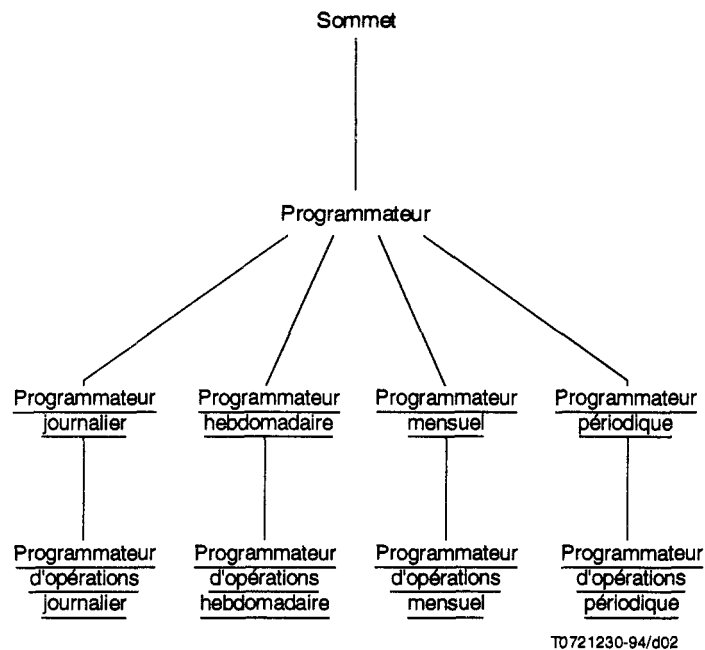 Sommet
Programmateur
Programmateur Programmateur Programmateur Programmateur
journalier hebdomadaire mensuel périodique
Programmateur Programmateur Programmateur Programmateur
d'opérations d'opérations d'opérations d'opérations
journalier hebdomadaire mensuel périodique
T0721230-94/d02